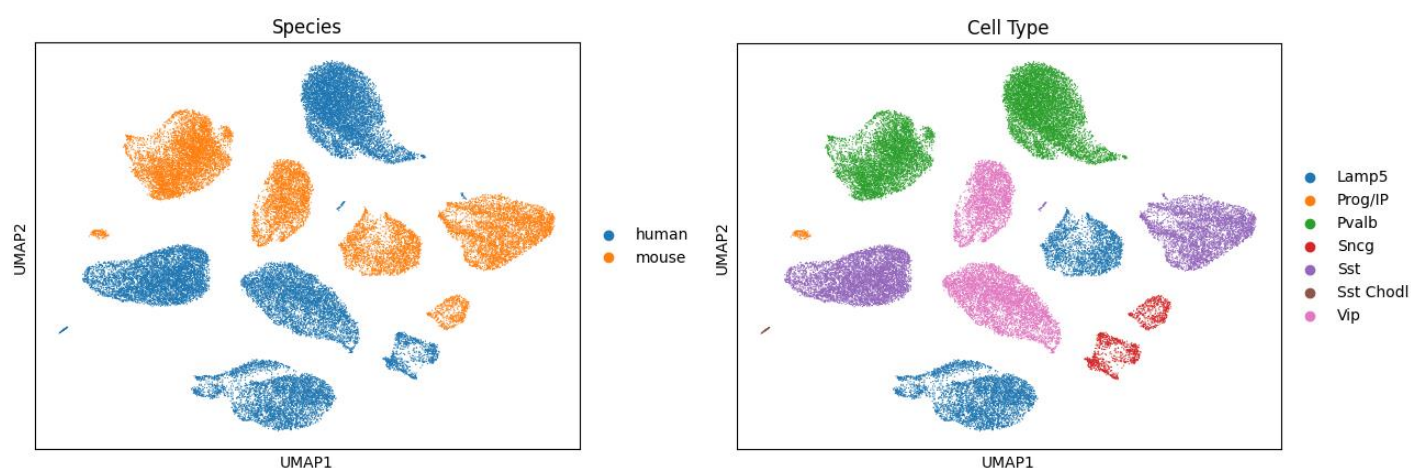 Species
UMAP2
UMAP1
human
mouse
Cell Type
UMAP2
UMAP1
Lamp5
Prog/IP
Pvalb
Sncg
Sst
Sst Chodl
Vip